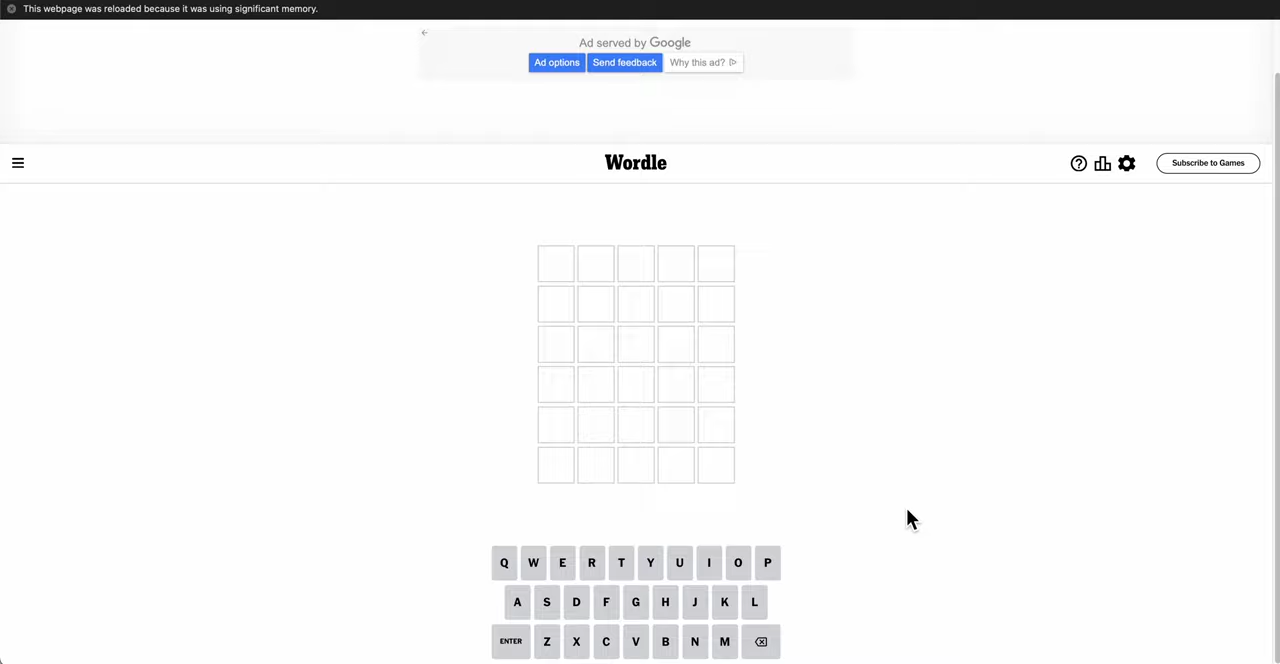 This webpage was reloaded because it was using significant memory.
Ad served by Google
Ad options Send feedback Why this ad?
Wordle
Subscribe to Games
Q W E R T Y U I O P
A S D F G H J K L
ENTER Z X C V B N M